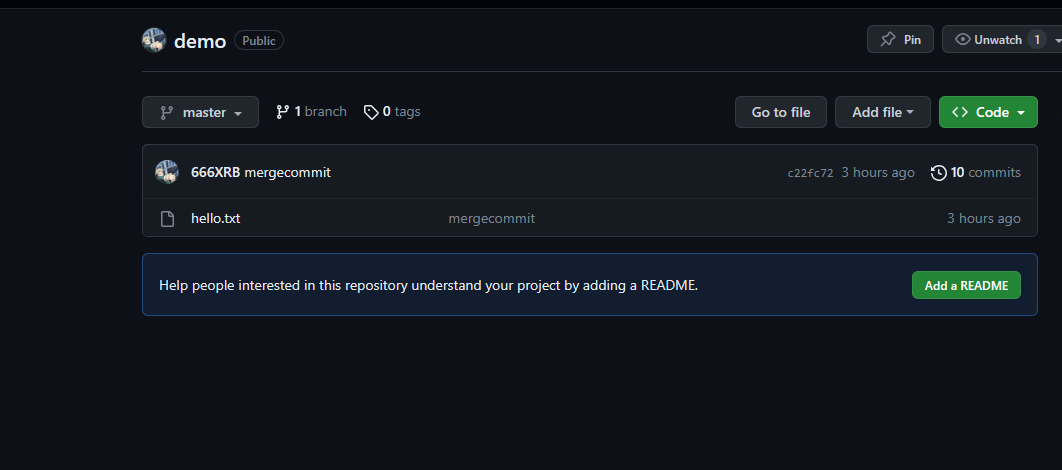 demo Public Pin Unwatch 1
master 1 branch 0 tags Go to file Add file Code
666XRB mergecommit c22fc72 3 hours ago 10 commits
hello.txt mergecommit 3 hours ago
Help people interested in this repository understand your project by adding a README. Add a README